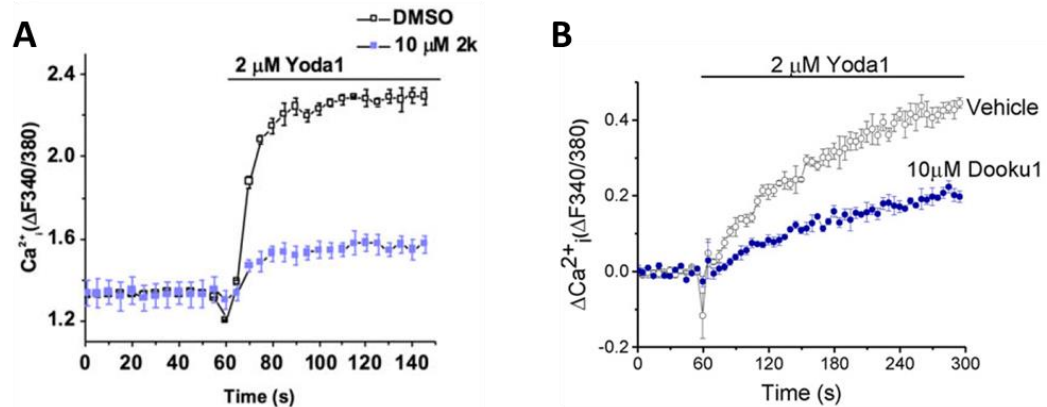 A
DMSO
10 μM 2k
2 μM Yoda1
2.4
2.0
1.6
1.2
Ca²⁺ᵢ(ΔF340/380)
0 20 40 60 80 100 120 140
Time (s)
B
2 μM Yoda1
Vehicle
10μM Dooku1
0.4
0.2
0.0
-0.2
ΔCa²⁺ᵢ(ΔF340/380)
0 60 120 180 240 300
Time (s)